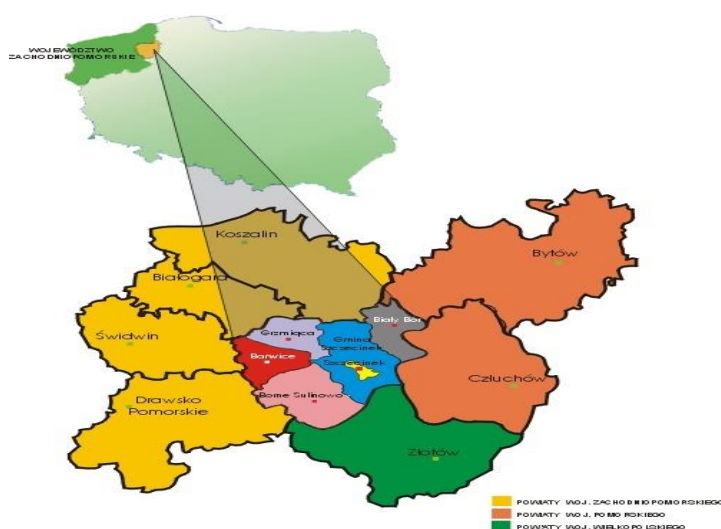 WOJEWÓDZTWO
ZACHODNIOPOMORSKIE
Koszalin
Bytów
Białogard
Biały Bór
Grzmiąca
Gmina
Szczecinek
Świdwin
Barwice
Szczecinek
Człuchów
Borne Sulinowo
Drawsko
Pomorskie
Złotów
POWIATY WOJ. ZACHODNIOPOMORSKIEGO
POWIATY WOJ. POMORSKIEGO
POWIATY WOJ. WIELKOPOLSKIEGO